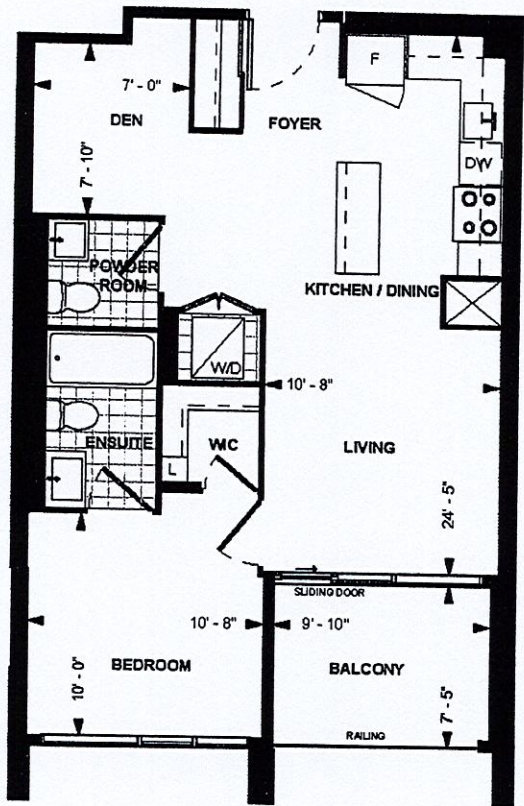 F
7' - 0"
DEN
FOYER
DW
7' - 10"
POWDER
ROOM
KITCHEN / DINING
W/D
10' - 8"
ENSUITE
WIC
LIVING
L
24' - 5"
SLIDING DOOR
10' - 8"
9' - 10"
BEDROOM
BALCONY
10' - 0"
7' - 5"
RAILING